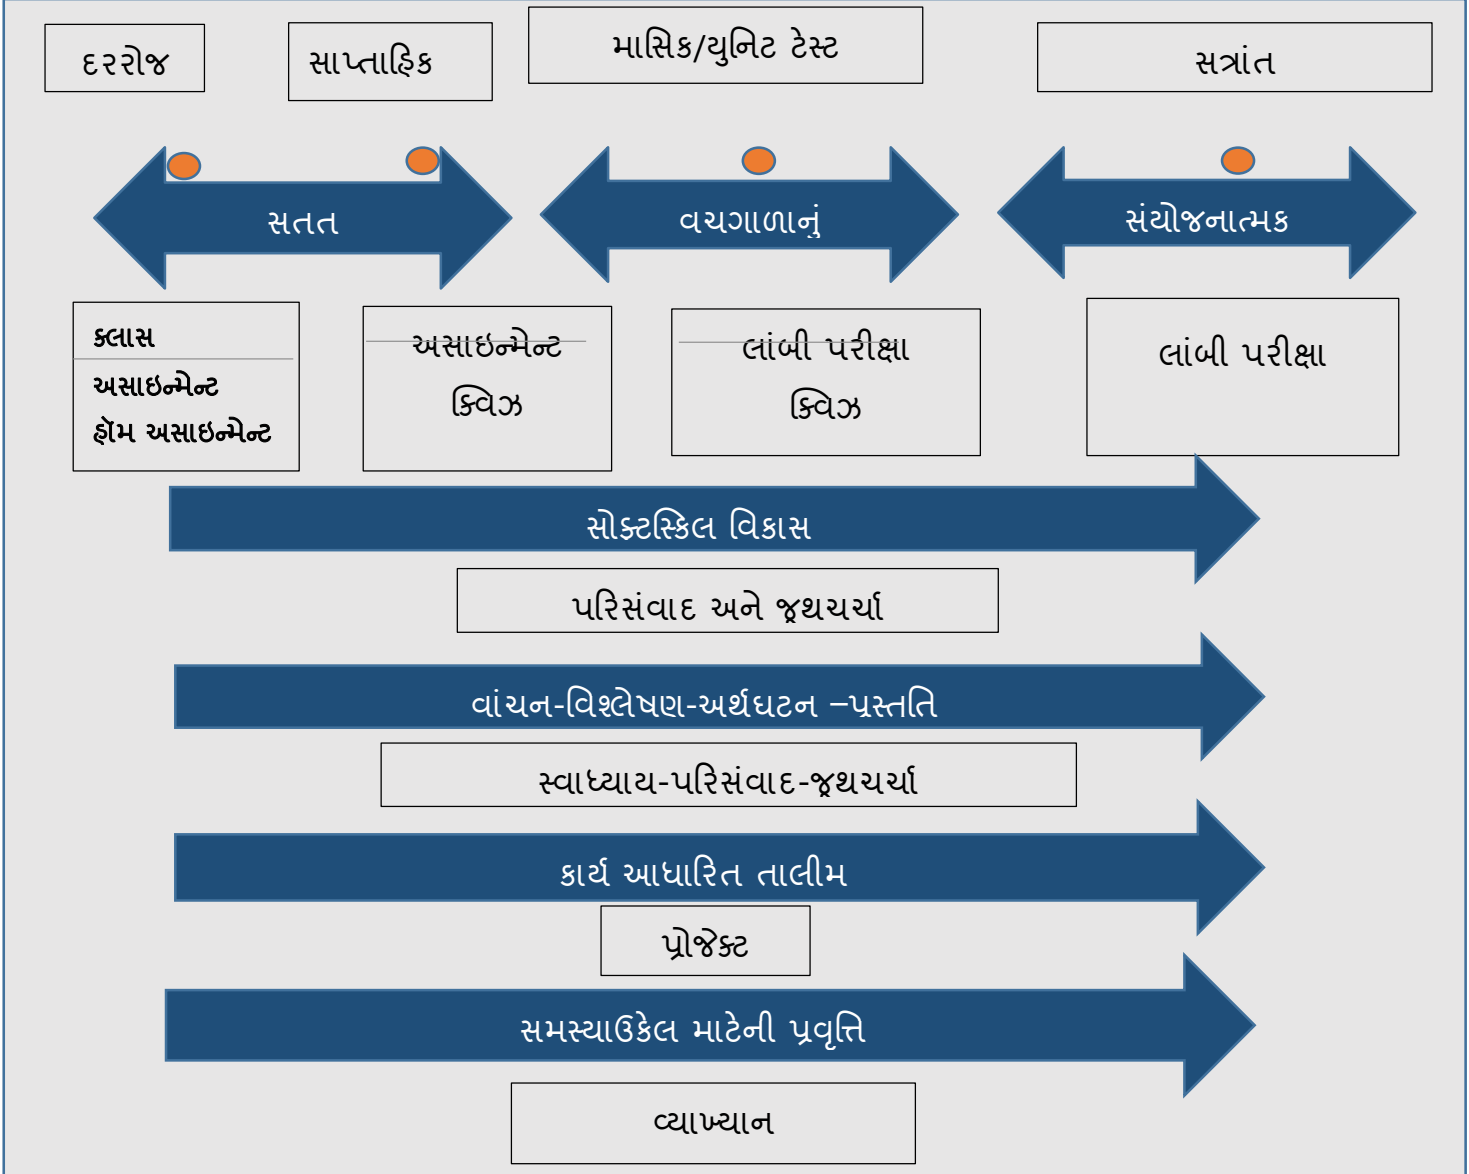 દરરોજ
સાપ્તાહિક
માસિક/યુનિટ ટેસ્ટ
સત્રાંત
સતત
વચગાળાનું
સંયોજનાત્મક
ક્લાસ
અસાઇન્મેન્ટ
હૉમ અસાઇન્મેન્ટ
અસાઇન્મેન્ટ
ક્વિઝ
લાંબી પરીક્ષા
ક્વિઝ
લાંબી પરીક્ષા
સોફ્ટસ્કિલ વિકાસ
પરિસંવાદ અને જૂથચર્ચા
વાંચન-વિશ્લેષણ-અર્થઘટન –પ્રસ્તુતિ
સ્વાધ્યાય-પરિસંવાદ-જૂથચર્ચા
કાર્ય આધારિત તાલીમ
પ્રોજેક્ટ
સમસ્યાઉકેલ માટેની પ્રવૃત્તિ
વ્યાખ્યાન